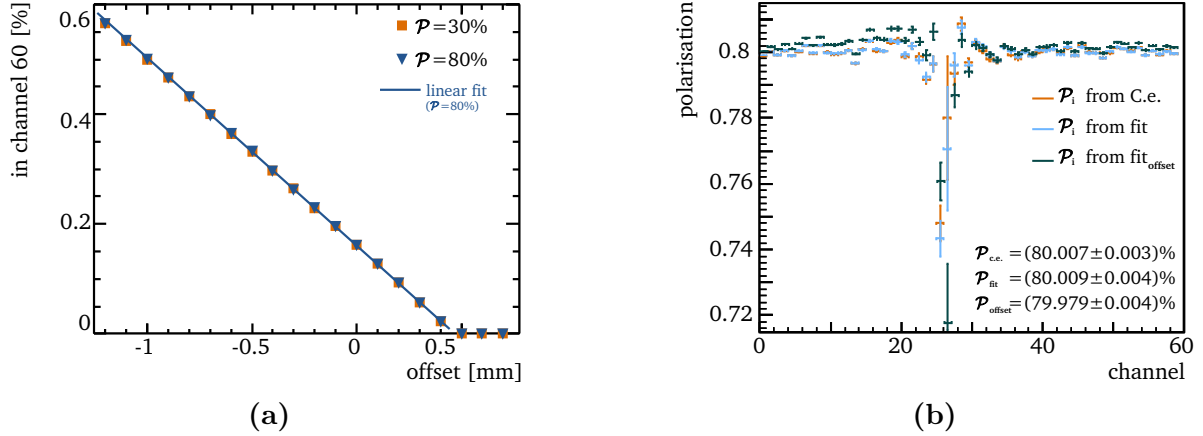 in channel 60 [%]
0.6
0.4
0.2
0
-1
-0.5
0
0.5
offset [mm]
𝓟=30%
𝓟=80%
linear fit
(𝓟=80%)
(a)
polarisation
0.8
0.78
0.76
0.74
0.72
0
20
40
60
channel
𝓟i from C.e.
𝓟i from fit
𝓟i from fitoffset
𝓟c.e. =(80.007±0.003)%
𝓟fit =(80.009±0.004)%
𝓟offset=(79.979±0.004)%
(b)